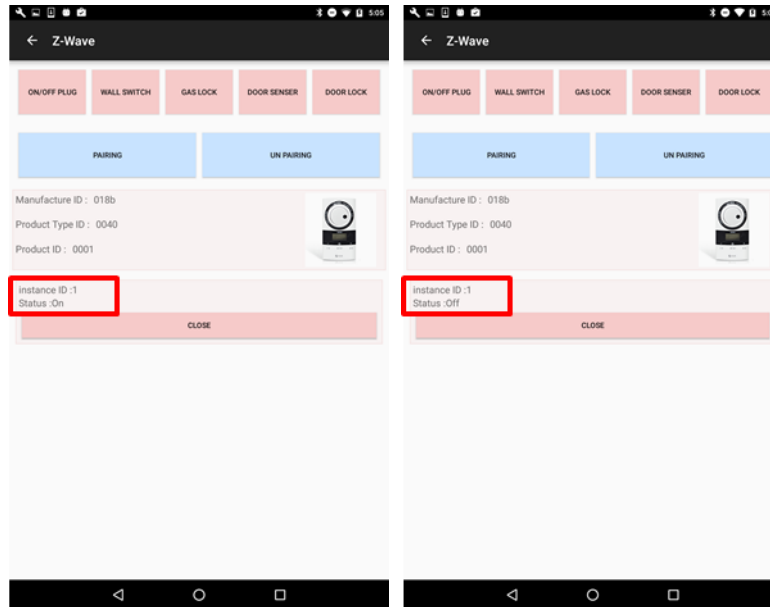 5:05
Z-Wave
ON/OFF PLUG WALL SWITCH GAS LOCK DOOR SENSER DOOR LOCK
PAIRING UN PAIRING
Manufacture ID : 018b
Product Type ID : 0040
Product ID : 0001
instance ID :1
Status :On
CLOSE
Z-Wave
ON/OFF PLUG WALL SWITCH GAS LOCK DOOR SENSER DOOR LOCK
PAIRING UN PAIRING
Manufacture ID : 018b
Product Type ID : 0040
Product ID : 0001
instance ID :1
Status :Off
CLOSE